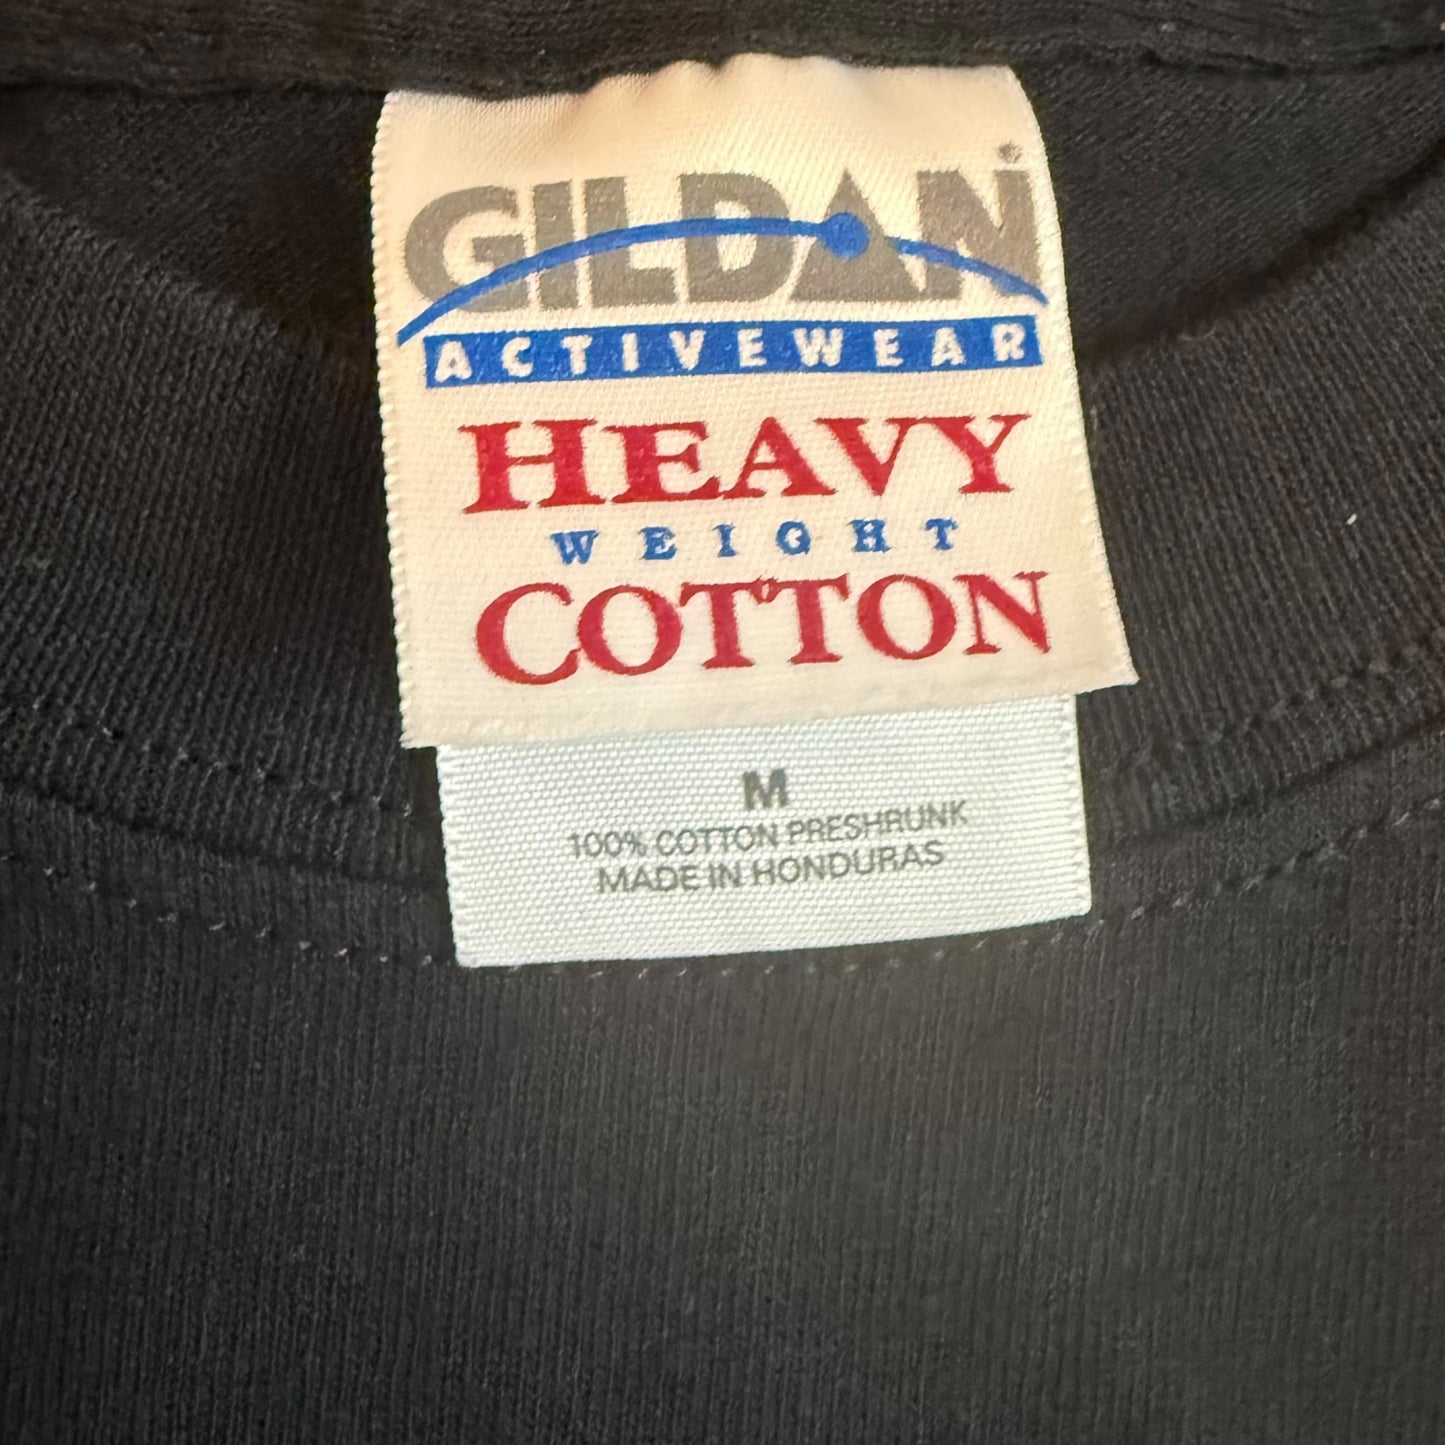 GILDAN®
ACTIVEWEAR
HEAVY
WEIGHT
COTTON
M
100% COTTON PRESHRUNK
MADE IN HONDURAS